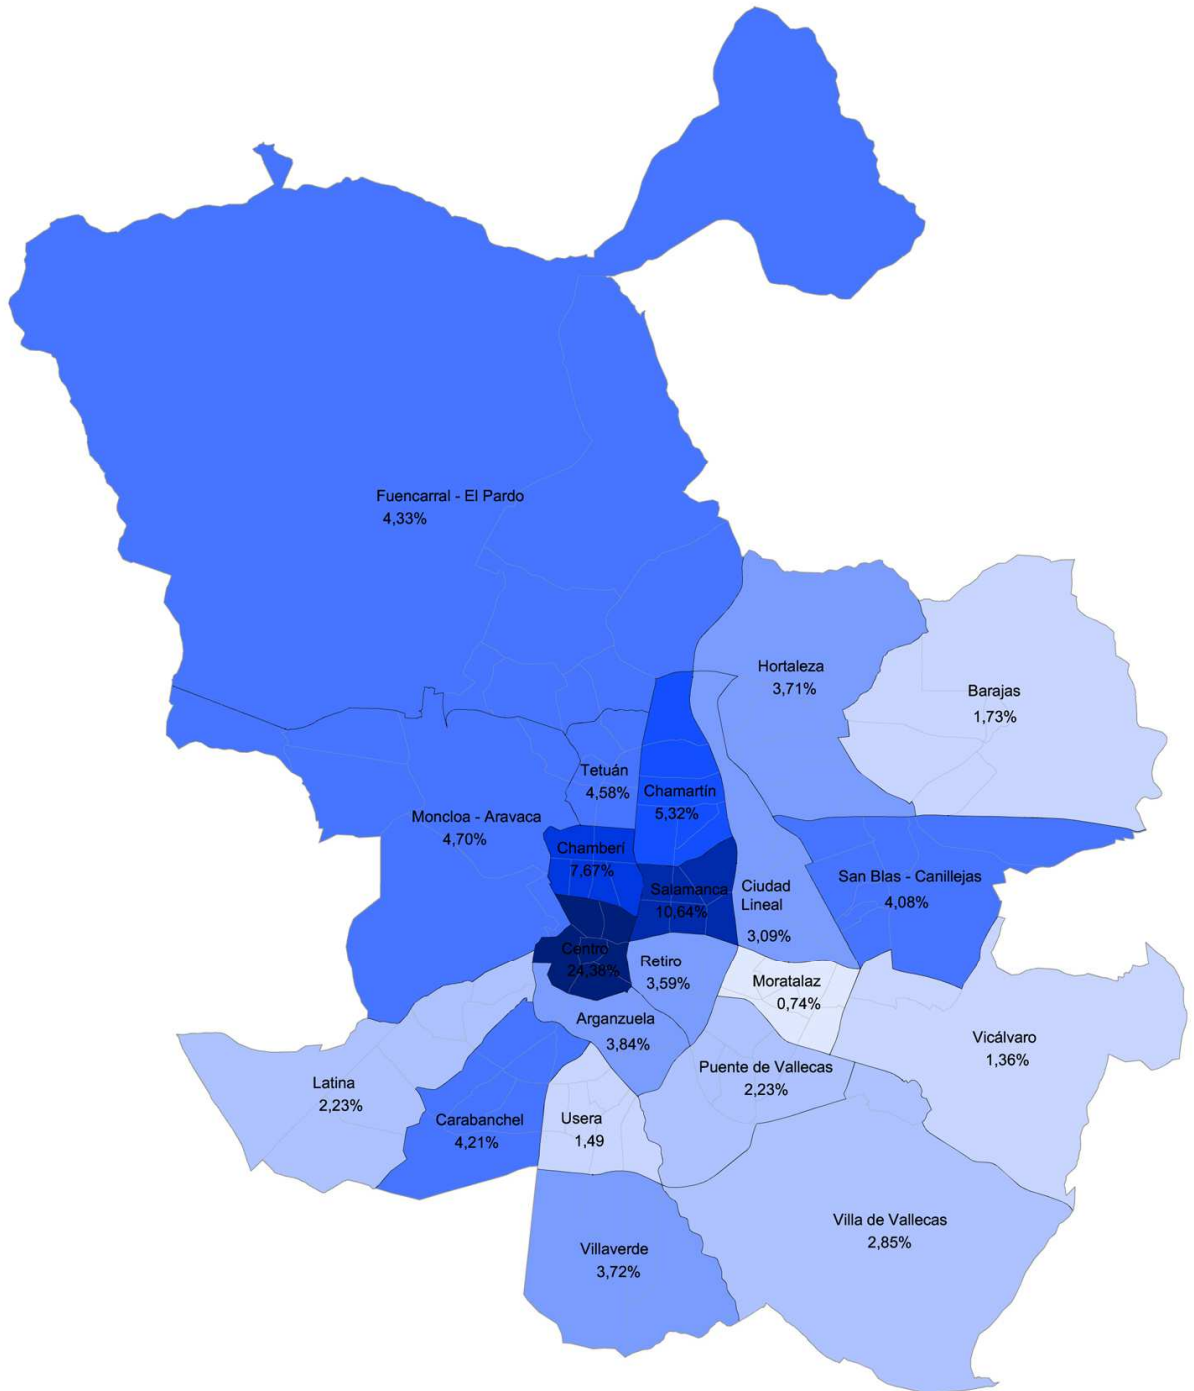 Fuencarral - El Pardo
4,33%
Hortaleza
3,71%
Barajas
1,73%
Tetuán
4,58%
Chamartín
5,32%
Moncloa - Aravaca
4,70%
Chamberí
7,67%
San Blas - Canillejas
4,08%
Salamanca
10,64%
Ciudad
Lineal
3,09%
Centro
24,38%
Retiro
3,59%
Moratalaz
0,74%
Arganzuela
3,84%
Vicálvaro
1,36%
Puente de Vallecas
2,23%
Latina
2,23%
Carabanchel
4,21%
Usera
1,49
Villa de Vallecas
2,85%
Villaverde
3,72%